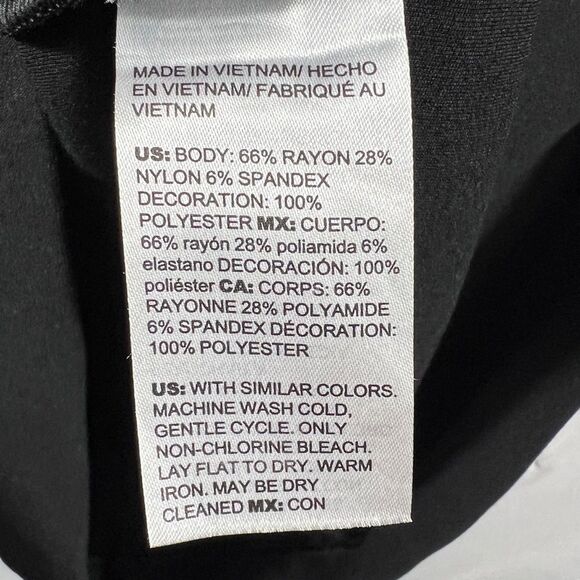 MADE IN VIETNAM/ HECHO
EN VIETNAM/ FABRIQUÉ AU
VIETNAM
US: BODY: 66% RAYON 28%
NYLON 6% SPANDEX
DECORATION: 100%
POLYESTER MX: CUERPO:
66% rayón 28% poliamida 6%
elastano DECORACIÓN: 100%
poliéster CA: CORPS: 66%
RAYONNE 28% POLYAMIDE
6% SPANDEX DÉCORATION:
100% POLYESTER
US: WITH SIMILAR COLORS.
MACHINE WASH COLD,
GENTLE CYCLE. ONLY
NON-CHLORINE BLEACH.
LAY FLAT TO DRY. WARM
IRON. MAY BE DRY
CLEANED MX: CON